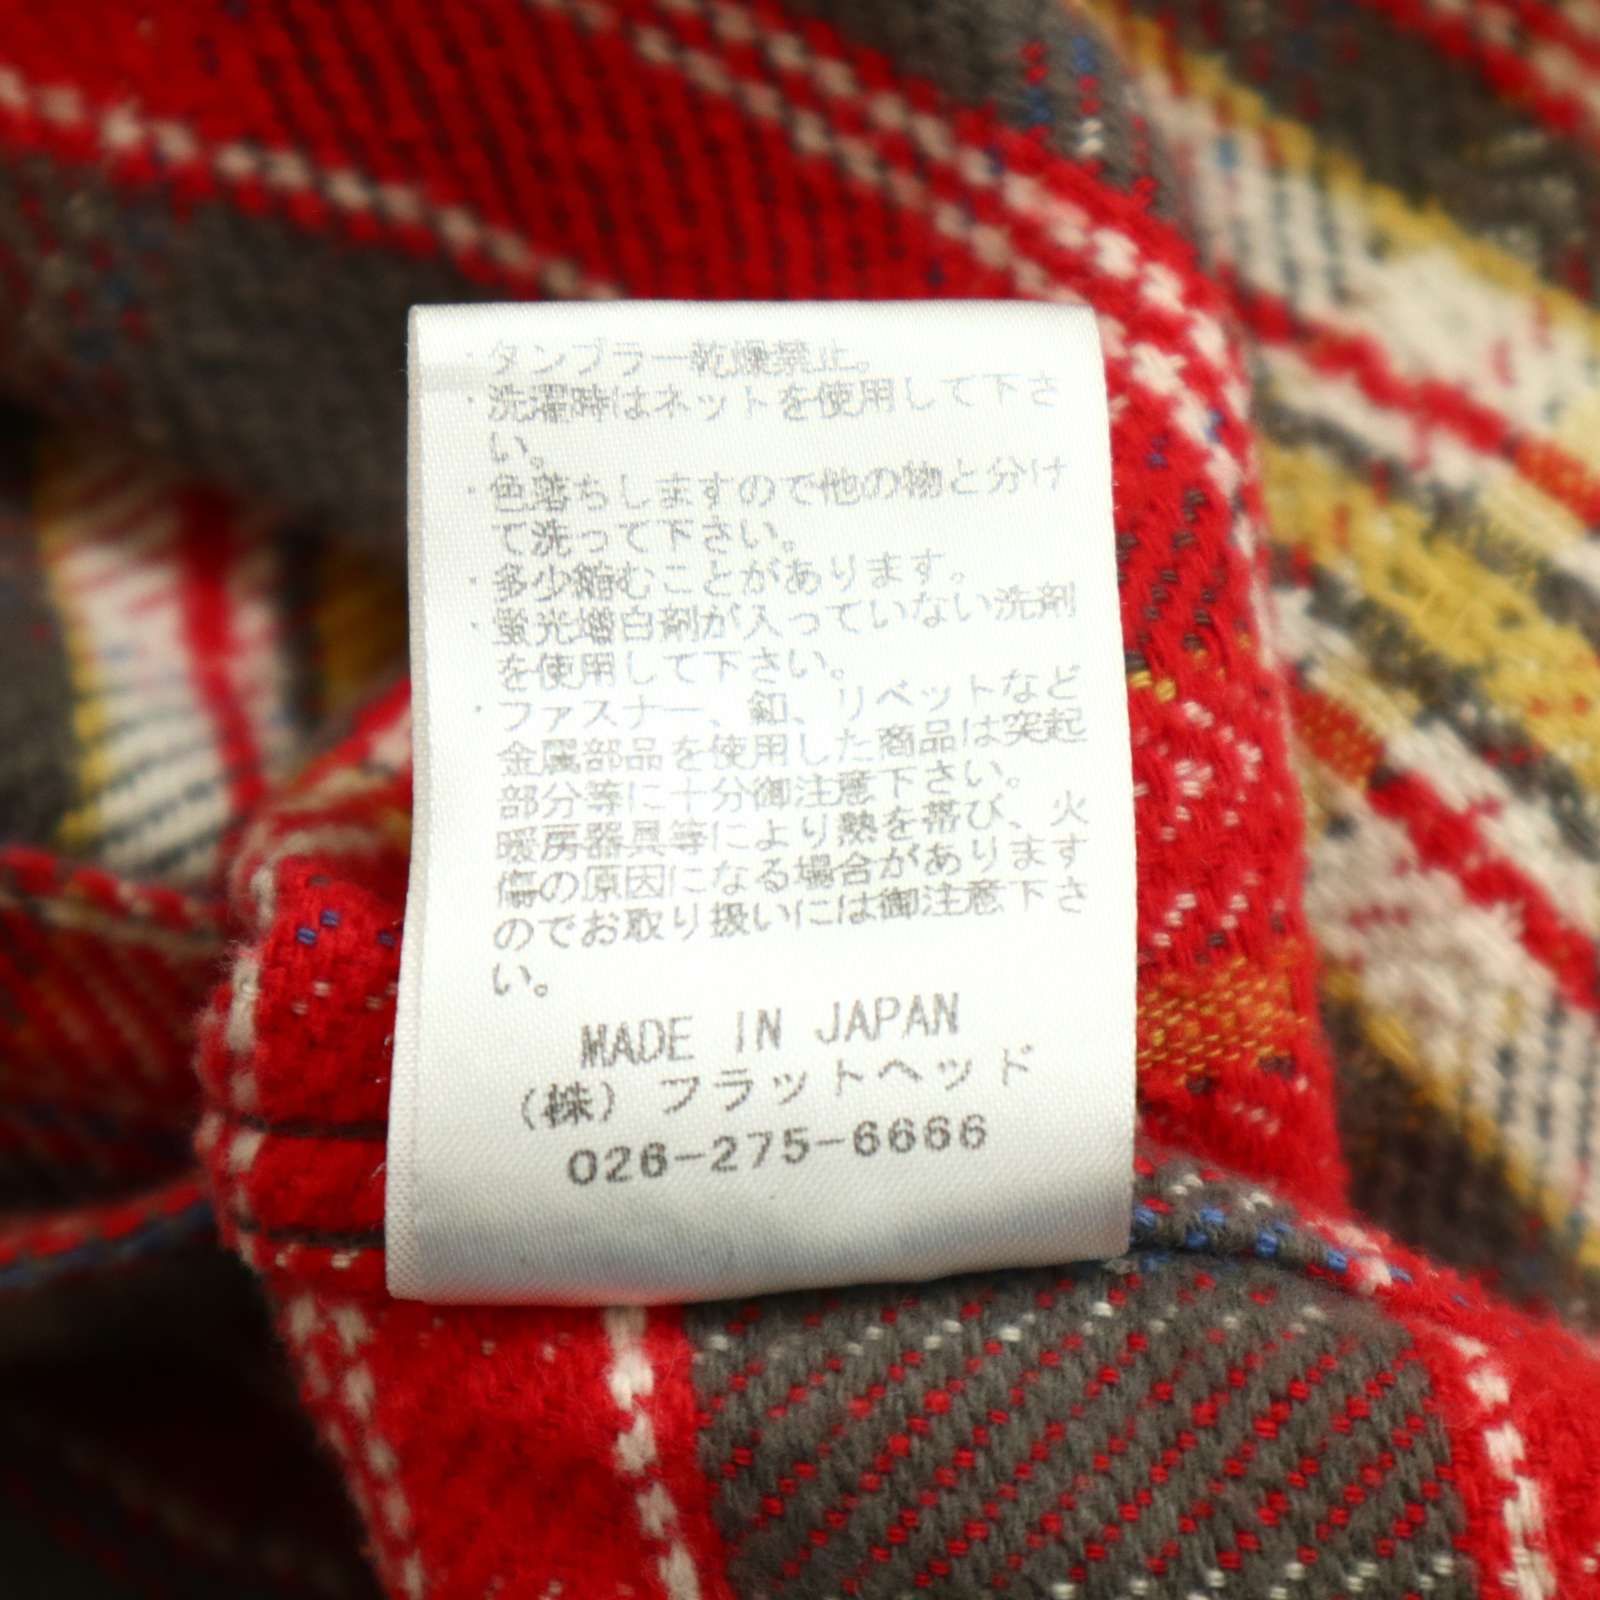 ・タンブラー乾燥禁止。
・洗濯時はネットを使用して下さ
い。
・色落ちしますので他の物と分け
て洗って下さい。
・多少縮むことがあります。
・蛍光増白剤が入っていない洗剤
を使用して下さい。
・ファスナー、釦、リベットなど
金属部品を使用した商品は突起
部分等に十分御注意下さい。
暖房器具等により熱を帯び、火
傷の原因になる場合があります
のでお取り扱いには御注意下さ
い。
MADE IN JAPAN
(株)フラットヘッド
026-275-6666